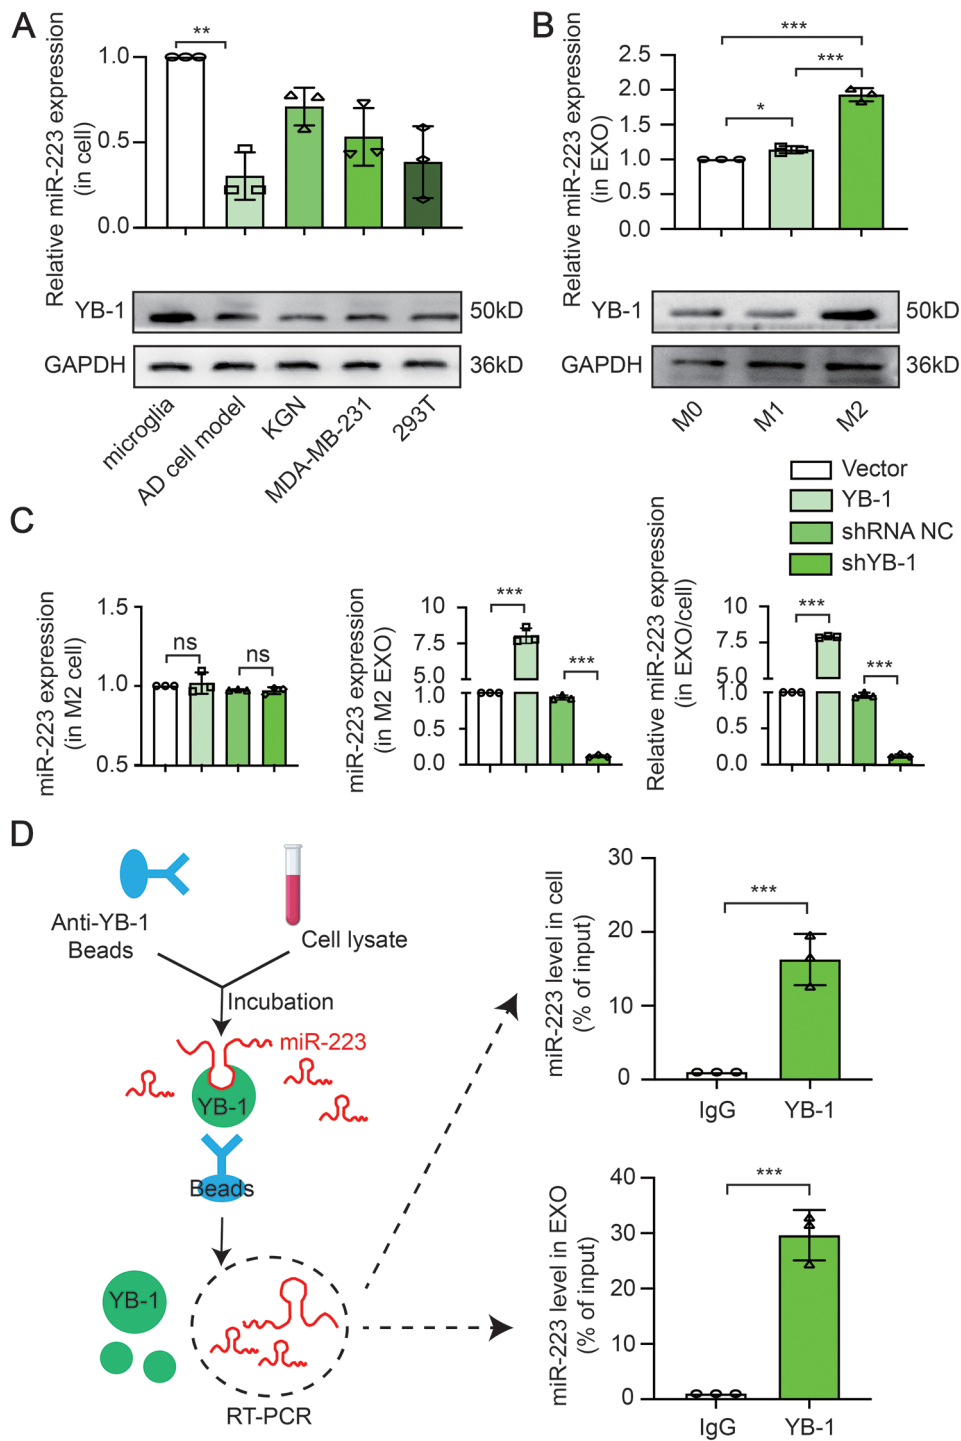 A
Relative miR-223 expression
(in cell)
1.0
0.5
0.0
**
YB-1
50kD
GAPDH
36kD
microglia
AD cell model
KGN
MDA-MB-231
293T
B
Relative miR-223 expression
(in EXO)
2.5
2.0
1.5
1.0
0.5
0.0
***
***
*
YB-1
50kD
GAPDH
36kD
M0
M1
M2
Vector
YB-1
shRNA NC
shYB-1
C
miR-223 expression
(in M2 cell)
1.5
1.0
0.5
ns
ns
miR-223 expression
(in M2 EXO)
10
7.5
5.0
1.0
0.5
0.0
***
***
Relative miR-223 expression
(in EXO/cell)
10
7.5
5.0
1.0
0.5
0.0
***
***
D
Anti-YB-1
Beads
Cell lysate
Incubation
miR-223
YB-1
Beads
YB-1
RT-PCR
miR-223 level in cell
(% of input)
30
20
10
0
***
IgG
YB-1
miR-223 level in EXO
(% of input)
40
30
20
10
0
***
IgG
YB-1